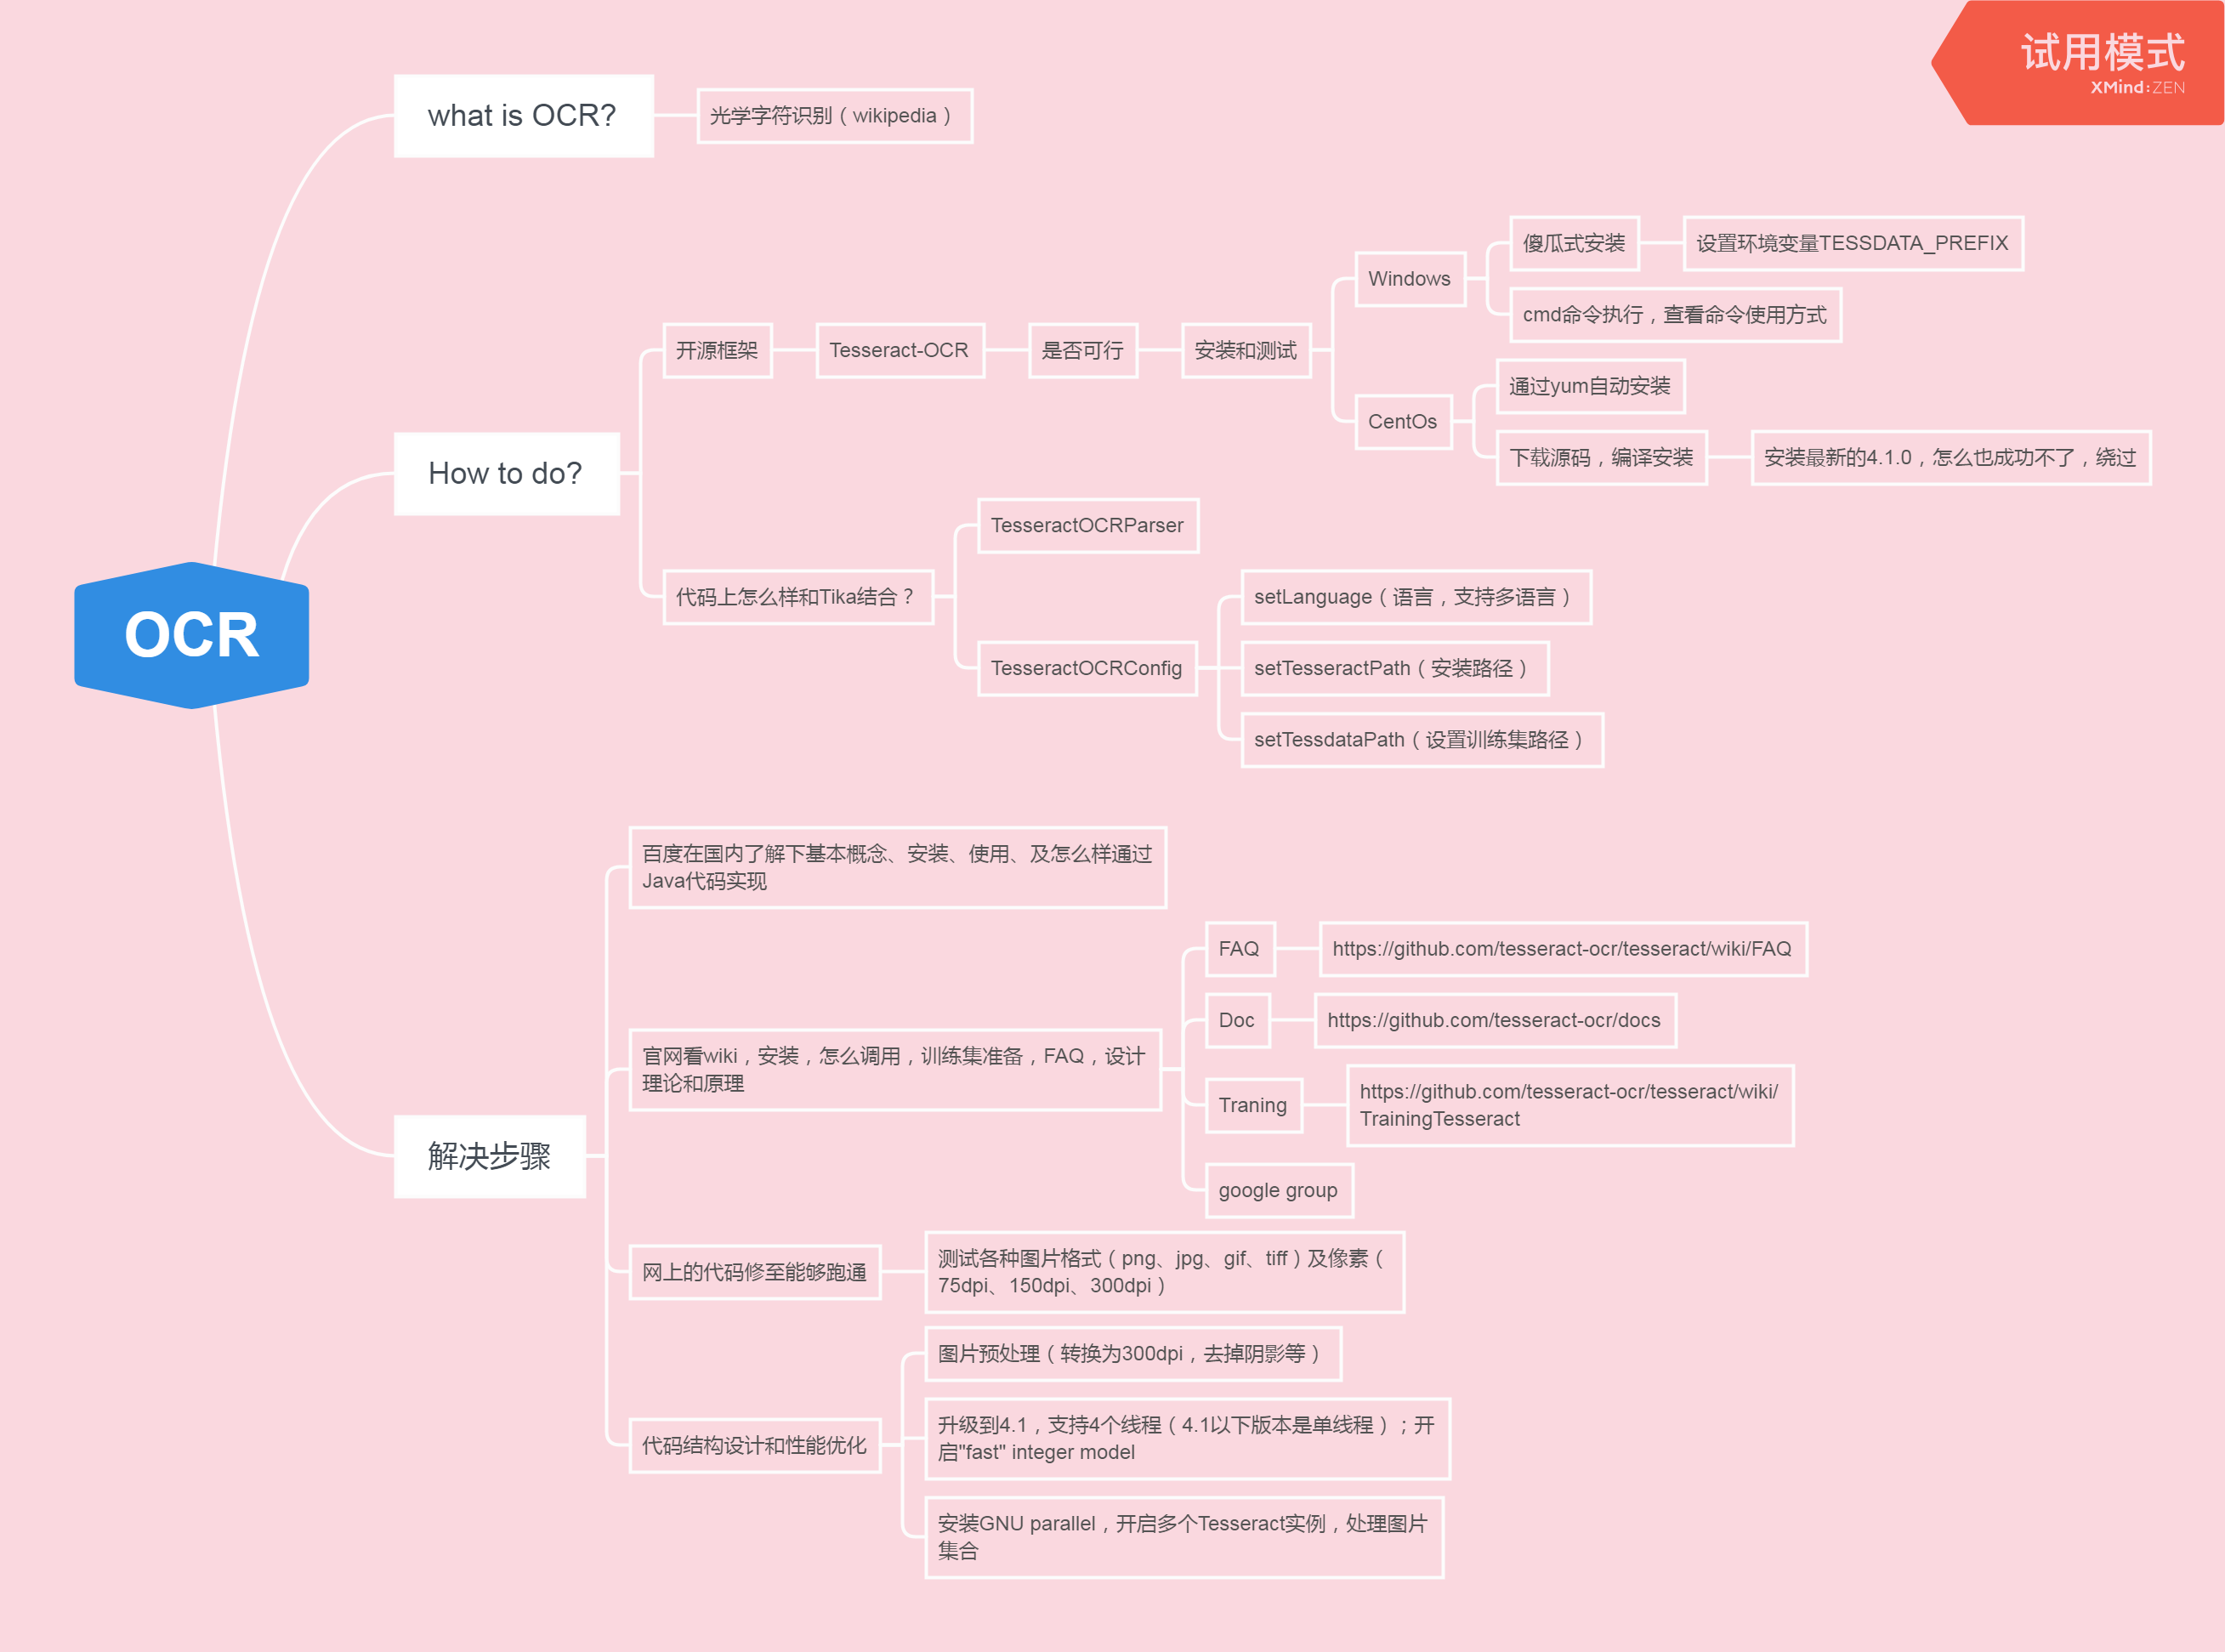 试用模式
XMind:ZEN
what is OCR?
光学字符识别（wikipedia）
傻瓜式安装
设置环境变量TESSDATA_PREFIX
Windows
cmd命令执行，查看命令使用方式
开源框架
Tesseract-OCR
是否可行
安装和测试
通过yum自动安装
CentOs
下载源码，编译安装
安装最新的4.1.0，怎么也成功不了，绕过
How to do?
TesseractOCRParser
代码上怎么样和Tika结合？
setLanguage（语言，支持多语言）
TesseractOCRConfig
setTesseractPath（安装路径）
setTessdataPath（设置训练集路径）
OCR
百度在国内了解下基本概念、安装、使用、及怎么样通过
Java代码实现
FAQ
https://github.com/tesseract-ocr/tesseract/wiki/FAQ
Doc
https://github.com/tesseract-ocr/docs
官网看wiki，安装，怎么调用，训练集准备，FAQ，设计
理论和原理
Traning
https://github.com/tesseract-ocr/tesseract/wiki/
TrainingTesseract
google group
解决步骤
网上的代码修至能够跑通
测试各种图片格式（png、jpg、gif、tiff）及像素（
75dpi、150dpi、300dpi）
图片预处理（转换为300dpi，去掉阴影等）
代码结构设计和性能优化
升级到4.1，支持4个线程（4.1以下版本是单线程）；开
启"fast" integer model
安装GNU parallel，开启多个Tesseract实例，处理图片
集合